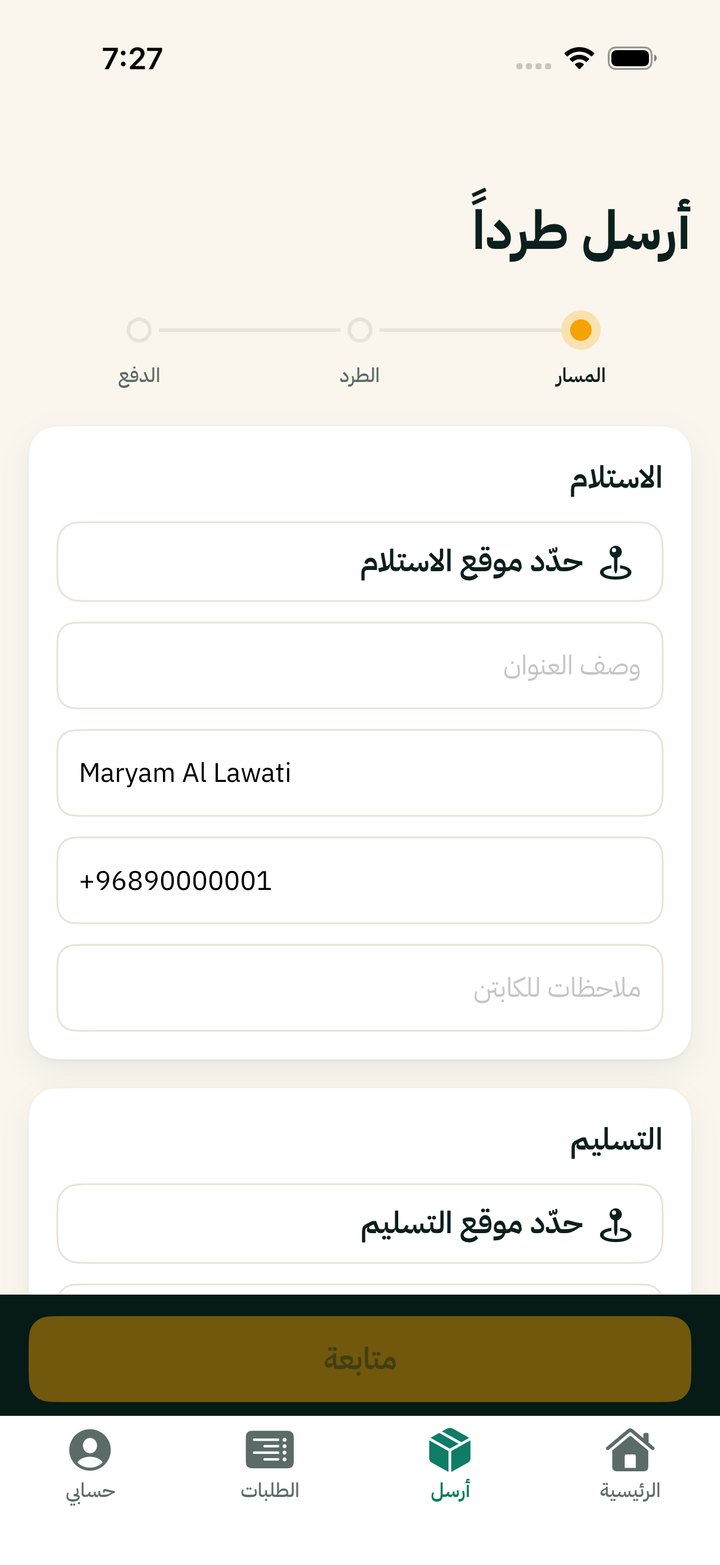 7:27
أرسل طرداً
المسار
الطرد
الدفع
الاستلام
حدّد موقع الاستلام
وصف العنوان
Maryam Al Lawati
+96890000001
ملاحظات للكابتن
التسليم
حدّد موقع التسليم
متابعة
الرئيسية
أرسل
الطلبات
حسابي